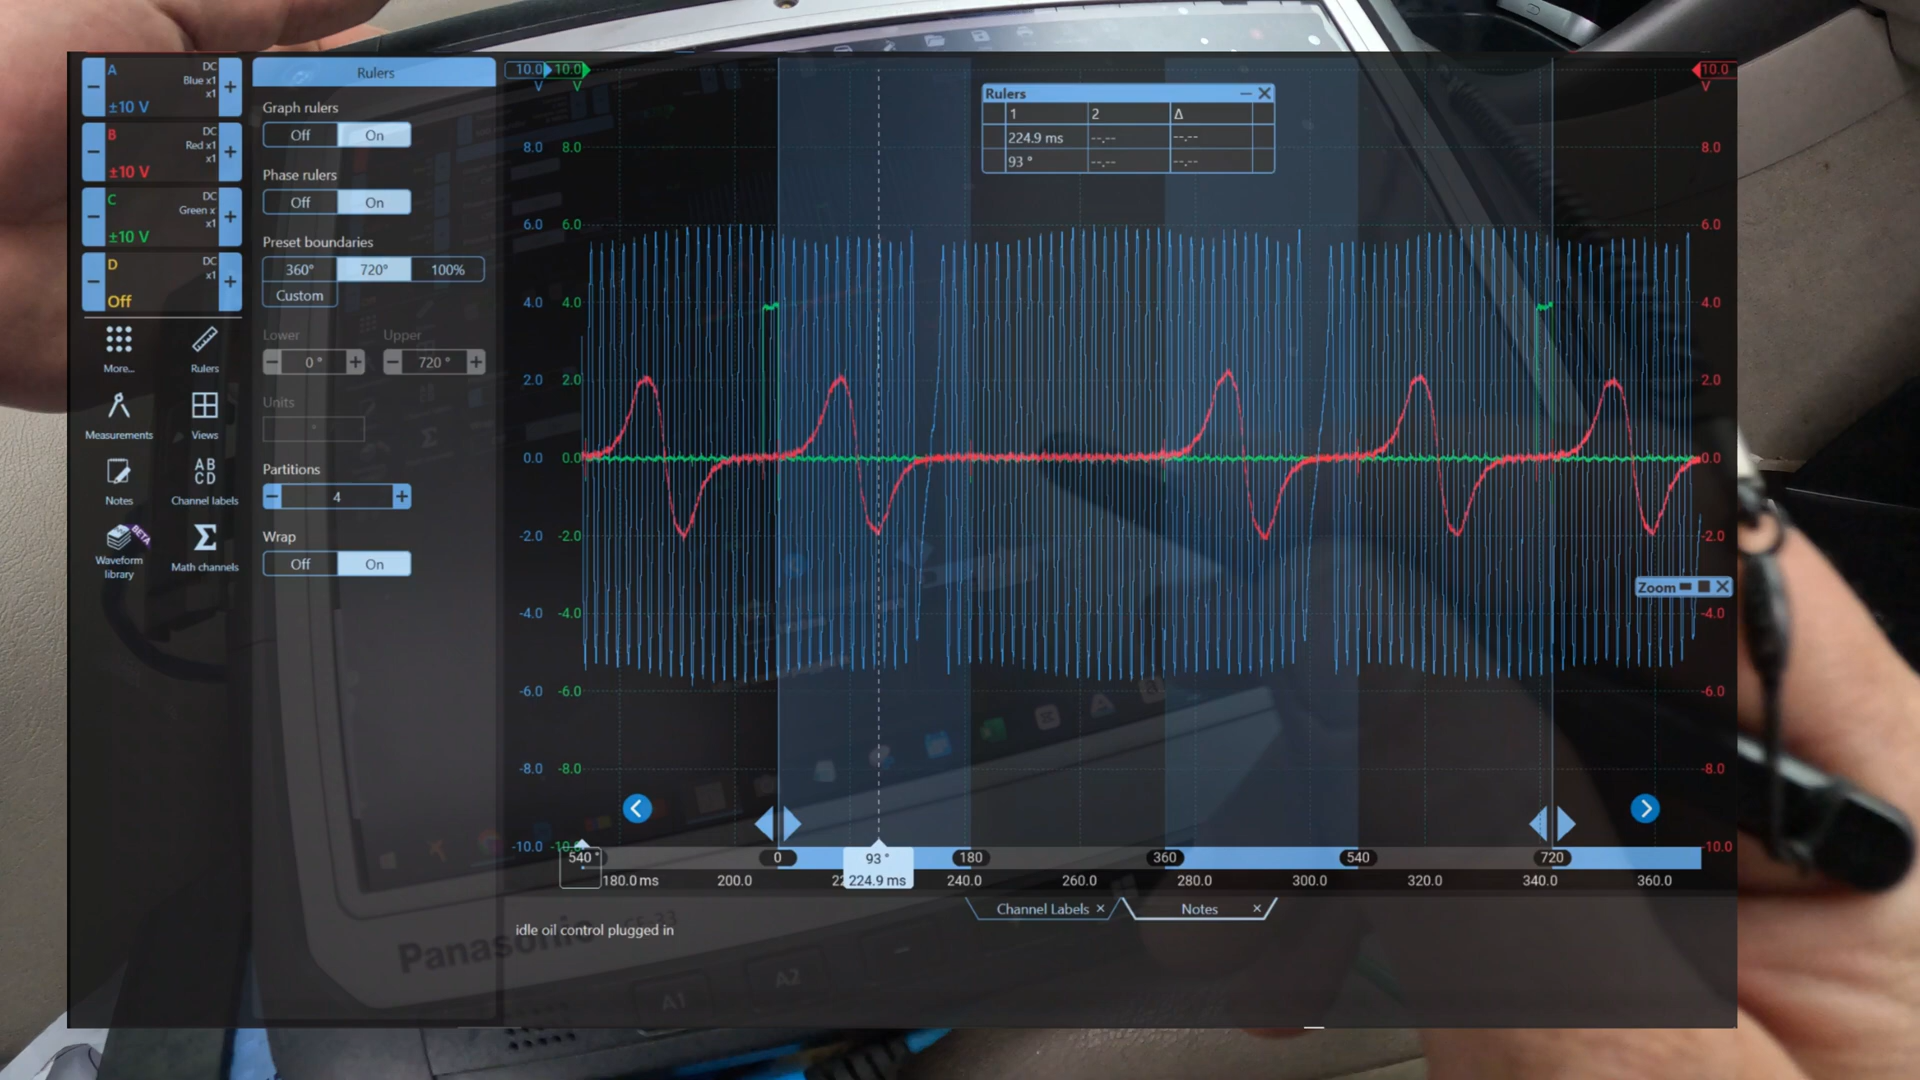 A
DC
Blue x1
x1
±10 V
B
DC
Red x1
x1
±10 V
C
DC
Green x
x1
±10 V
D
DC
x1
Off
More...
Rulers
Measurements
Views
Notes
AB
CD
Channel labels
BETA
Waveform
library
Σ
Math channels
Rulers
Graph rulers
Off On
Phase rulers
Off On
Preset boundaries
360° 720° 100%
Custom
Lower Upper
0 ° 720 °
Units
°
Partitions
4
Wrap
Off On
10.0 10.0 10.0
V V V
8.0 8.0 8.0
6.0 6.0 6.0
4.0 4.0 4.0
2.0 2.0 2.0
0.0 0.0 0.0
-2.0 -2.0 -2.0
-4.0 -4.0 -4.0
-6.0 -6.0 -6.0
-8.0 -8.0 -8.0
-10.0 -10.0 -10.0
Rulers
1 2 Δ
224.9 ms --.-- --.--
93 ° --.-- --.--
Zoom
540 ° 0 93 ° 180 360 540 720
180.0 ms 200.0 224.9 ms 240.0 260.0 280.0 300.0 320.0 340.0 360.0
Channel Labels × Notes ×
idle oil control plugged in
Panasonic
A1 A2